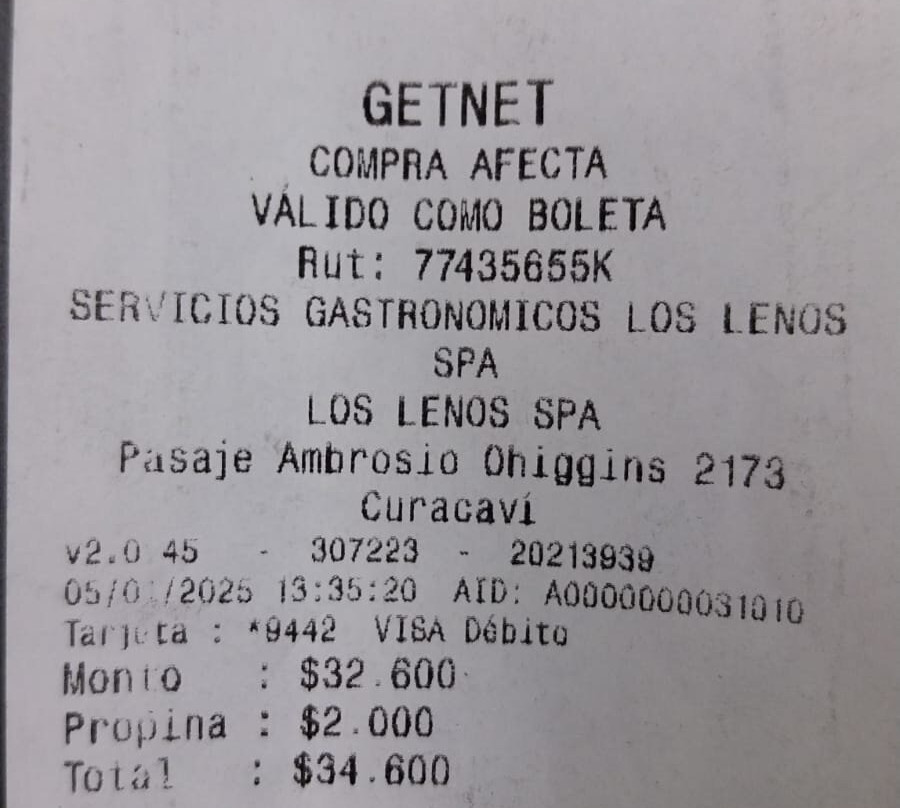 GETNET
COMPRA AFECTA
VÁLIDO COMO BOLETA
Rut: 77435655K
SERVICIOS GASTRONOMICOS LOS LENOS
SPA
LOS LENOS SPA
Pasaje Ambrosio Ohiggins 2173
Curacaví
v2.0 45 - 307223 - 20213939
13:35:20 AID: A0000000031010
Tarjeta : *9442 VISA Débito
Monto : $32.600
Propina : $2.000
Total : $34.600